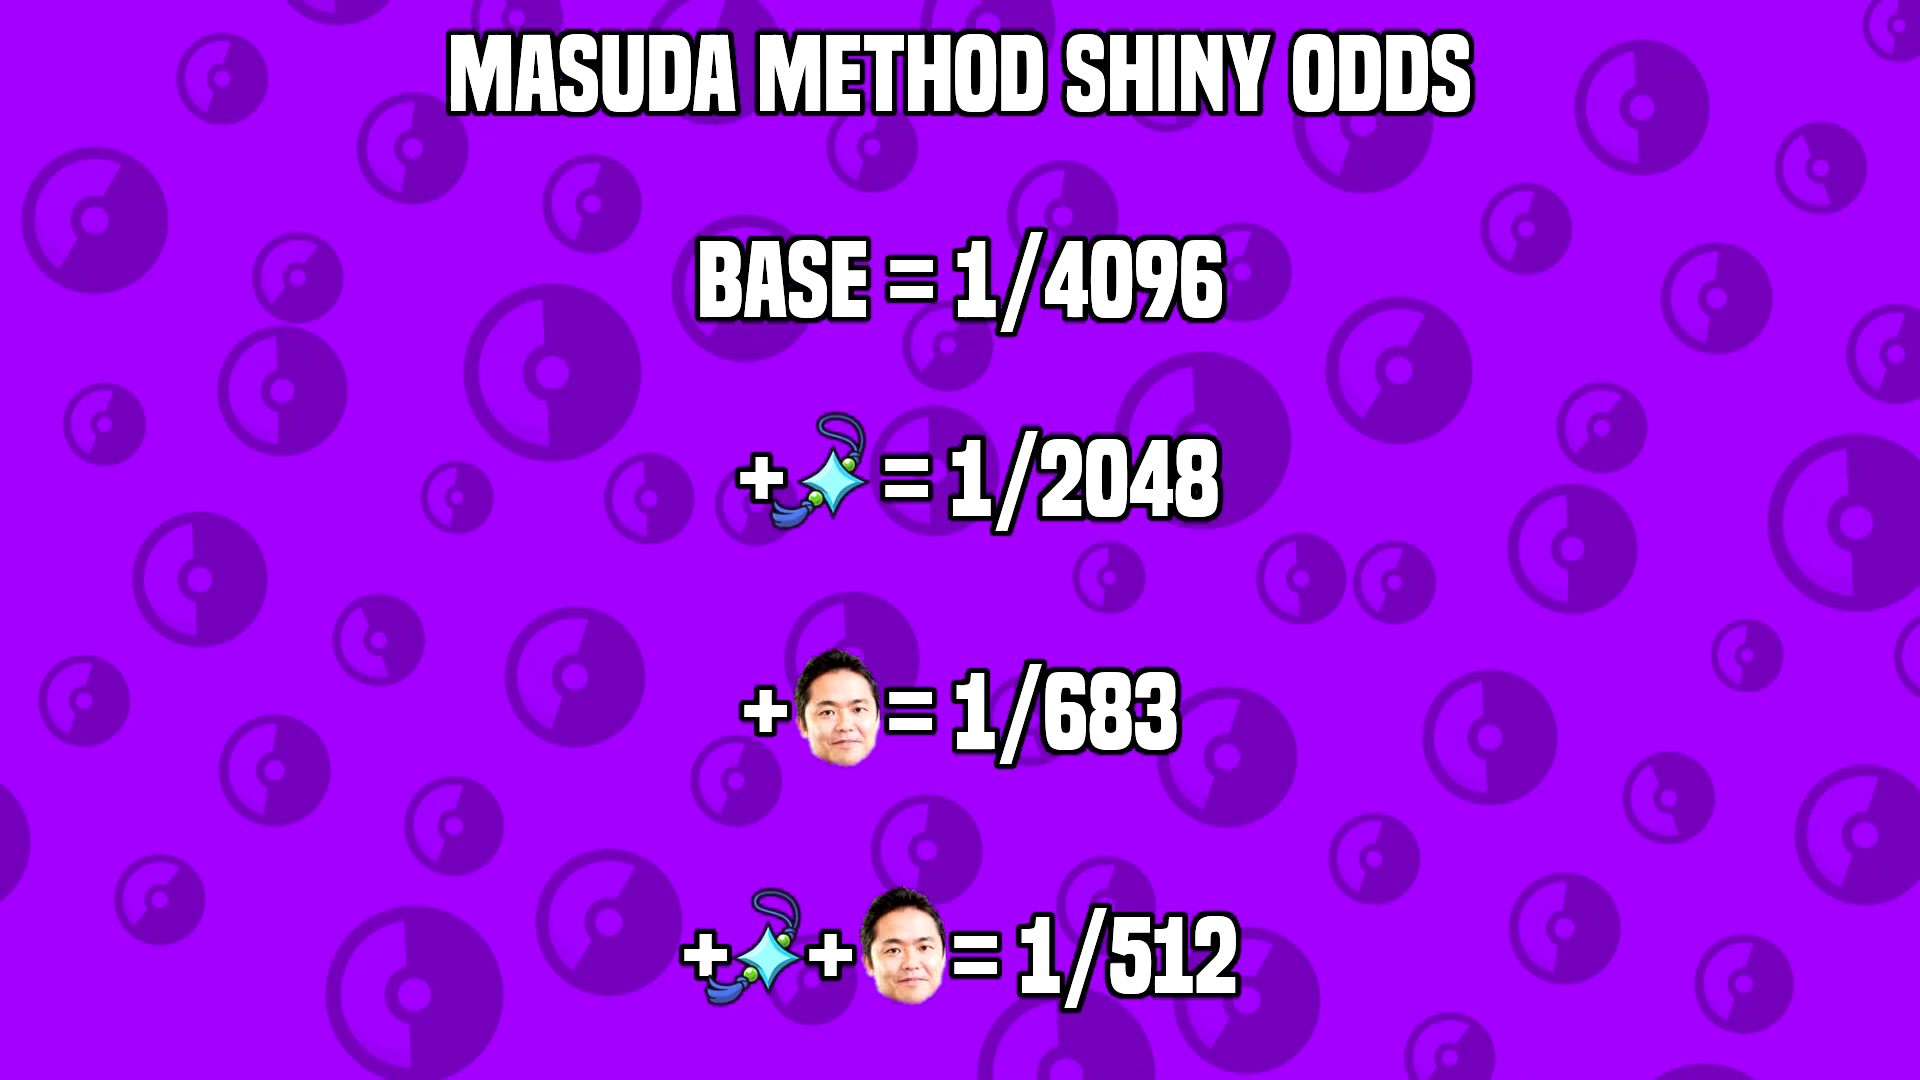 MASUDA METHOD SHINY ODDS
BASE = 1/4096
+ = 1/2048
+ = 1/683
+ + = 1/512